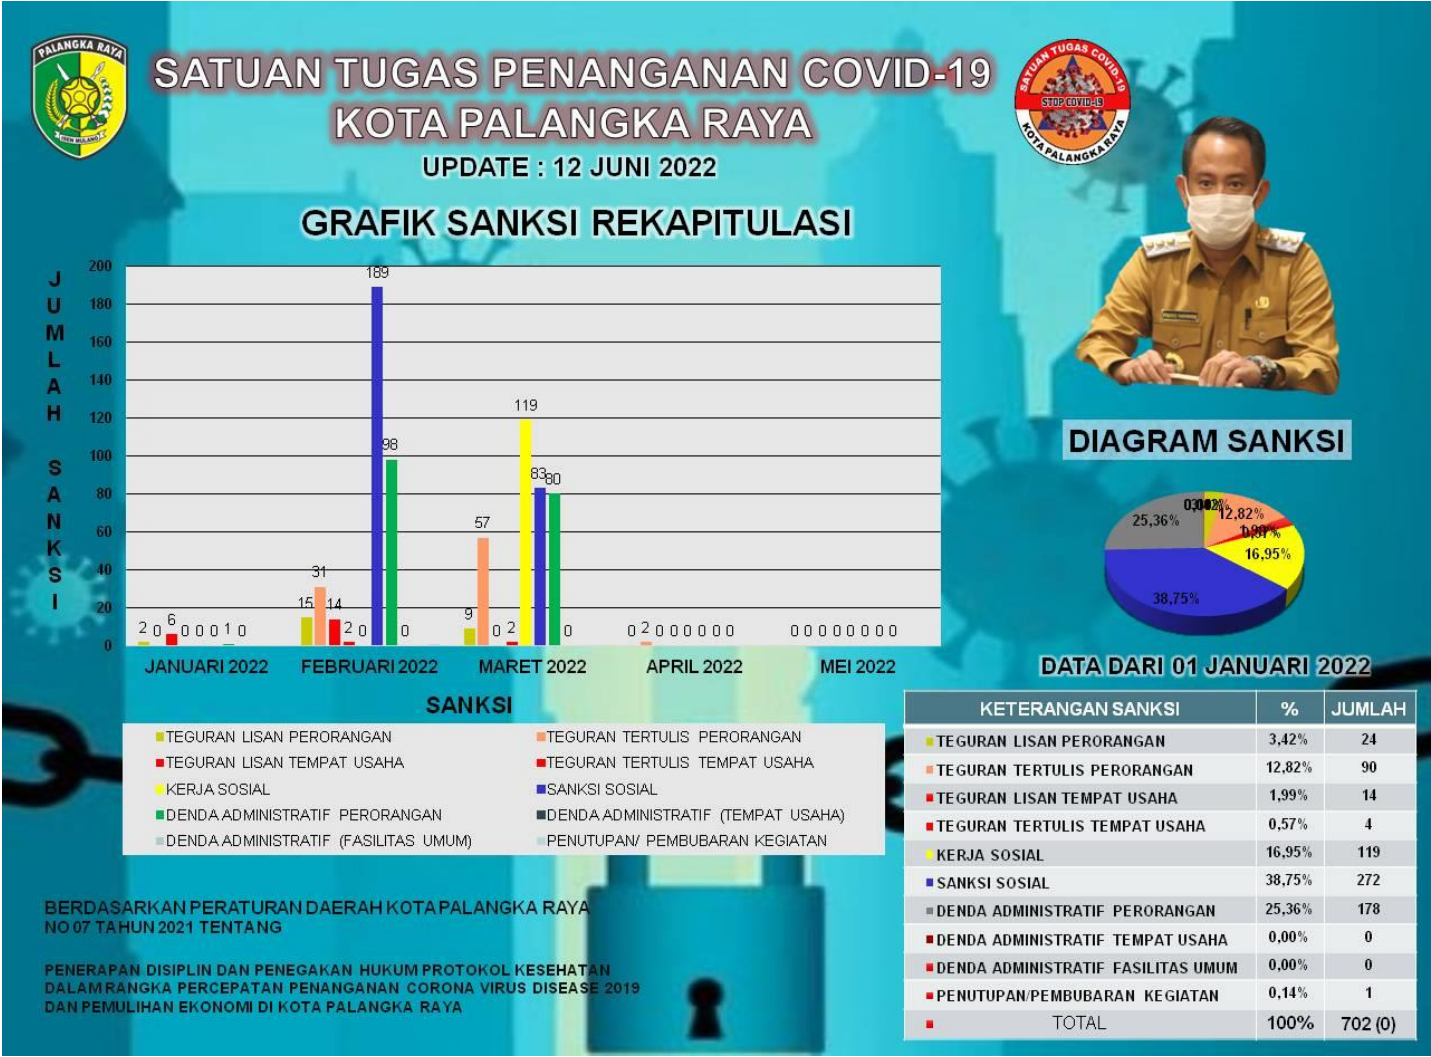 PALANGKA RAYA
ISEN MULANG
SATUAN TUGAS PENANGANAN COVID-19
KOTA PALANGKA RAYA
UPDATE : 12 JUNI 2022
SATUAN TUGAS COVID-19
STOP COVID-19
KOTA PALANGKA RAYA
GRAFIK SANKSI REKAPITULASI
JUMLAH SANKSI
200
180
160
140
120
100
80
60
40
20
0
2 0 6 0 0 0 0 1 0
15 31 14 2 0 189 98 0
9 57 0 2 119 83 80 0
0 2 0 0 0 0 0 0
0 0 0 0 0 0 0 0
JANUARI 2022 FEBRUARI 2022 MARET 2022 APRIL 2022 MEI 2022
SANKSI
TEGURAN LISAN PERORANGAN
TEGURAN TERTULIS PERORANGAN
TEGURAN LISAN TEMPAT USAHA
TEGURAN TERTULIS TEMPAT USAHA
KERJA SOSIAL
SANKSI SOSIAL
DENDA ADMINISTRATIF PERORANGAN
DENDA ADMINISTRATIF (TEMPAT USAHA)
DENDA ADMINISTRATIF (FASILITAS UMUM)
PENUTUPAN/ PEMBUBARAN KEGIATAN
BERDASARKAN PERATURAN DAERAH KOTA PALANGKA RAYA
NO 07 TAHUN 2021 TENTANG
PENERAPAN DISIPLIN DAN PENEGAKAN HUKUM PROTOKOL KESEHATAN
DALAM RANGKA PERCEPATAN PENANGANAN CORONA VIRUS DISEASE 2019
DAN PEMULIHAN EKONOMI DI KOTA PALANGKA RAYA
DIAGRAM SANKSI
12,82%
16,95%
38,75%
25,36%
DATA DARI 01 JANUARI 2022
KETERANGAN SANKSI % JUMLAH
TEGURAN LISAN PERORANGAN 3,42% 24
TEGURAN TERTULIS PERORANGAN 12,82% 90
TEGURAN LISAN TEMPAT USAHA 1,99% 14
TEGURAN TERTULIS TEMPAT USAHA 0,57% 4
KERJA SOSIAL 16,95% 119
SANKSI SOSIAL 38,75% 272
DENDA ADMINISTRATIF PERORANGAN 25,36% 178
DENDA ADMINISTRATIF TEMPAT USAHA 0,00% 0
DENDA ADMINISTRATIF FASILITAS UMUM 0,00% 0
PENUTUPAN/PEMBUBARAN KEGIATAN 0,14% 1
TOTAL 100% 702 (0)